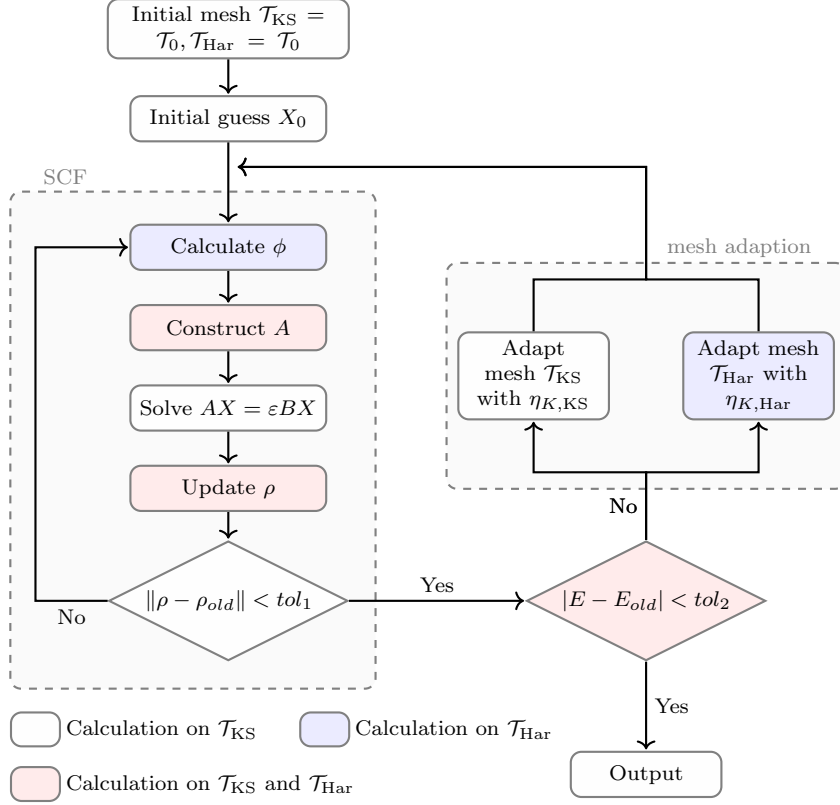 Initial mesh 𝒯_KS =
𝒯_0, 𝒯_Har = 𝒯_0
Initial guess X_0
SCF
Calculate ϕ
Construct A
Solve AX = εBX
Update ρ
‖ρ − ρ_old‖ < tol_1
No
Yes
mesh adaption
Adapt
mesh 𝒯_KS
with η_K,KS
Adapt mesh
𝒯_Har with
η_K,Har
No
|E − E_old| < tol_2
Yes
Output
Calculation on 𝒯_KS
Calculation on 𝒯_Har
Calculation on 𝒯_KS and 𝒯_Har